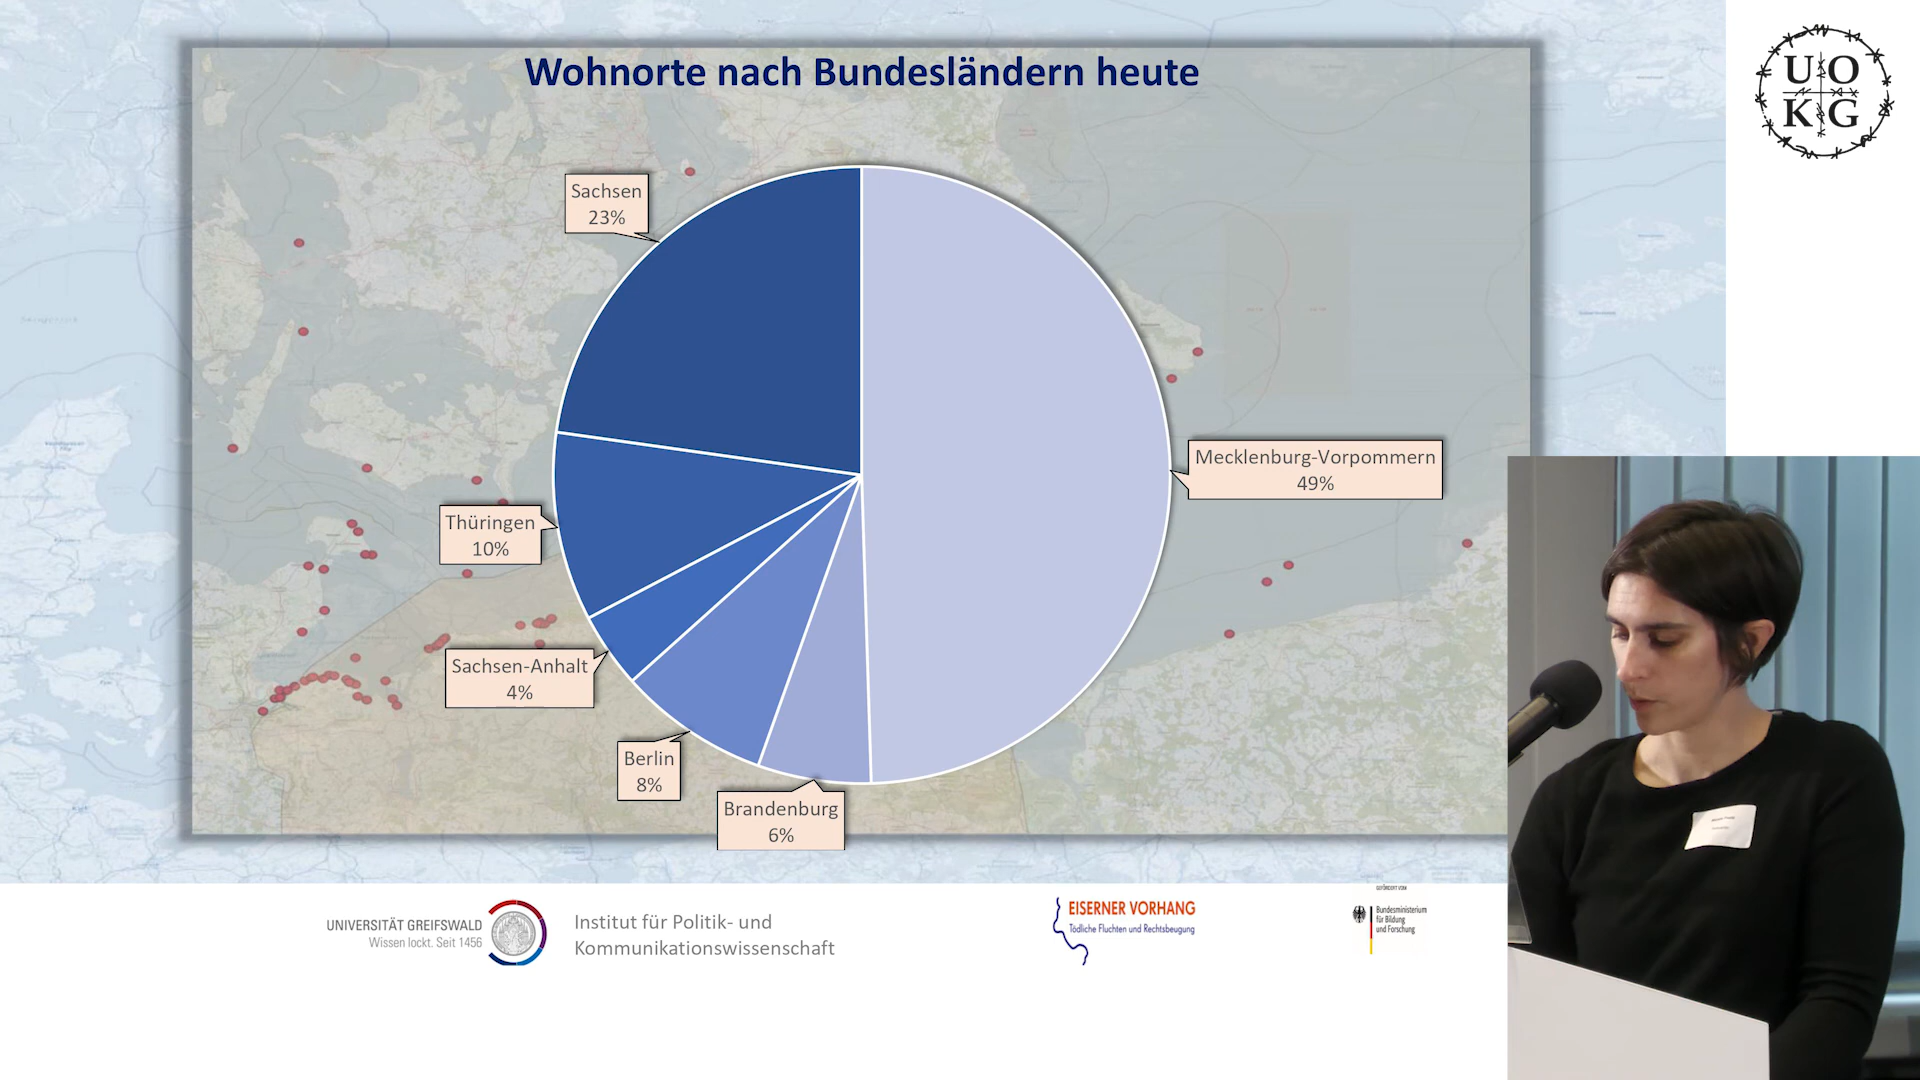 Wohnorte nach Bundesländern heute
UO
KG
Sachsen
23%
Mecklenburg-Vorpommern
49%
Thüringen
10%
Sachsen-Anhalt
4%
Berlin
8%
Brandenburg
6%
UNIVERSITÄT GREIFSWALD
Wissen lockt. Seit 1456
Institut für Politik- und
Kommunikationswissenschaft
EISERNER VORHANG
Tödliche Fluchten und Rechtsbeugung
GEFÖRDERT VOM
Bundesministerium
für Bildung
und Forschung